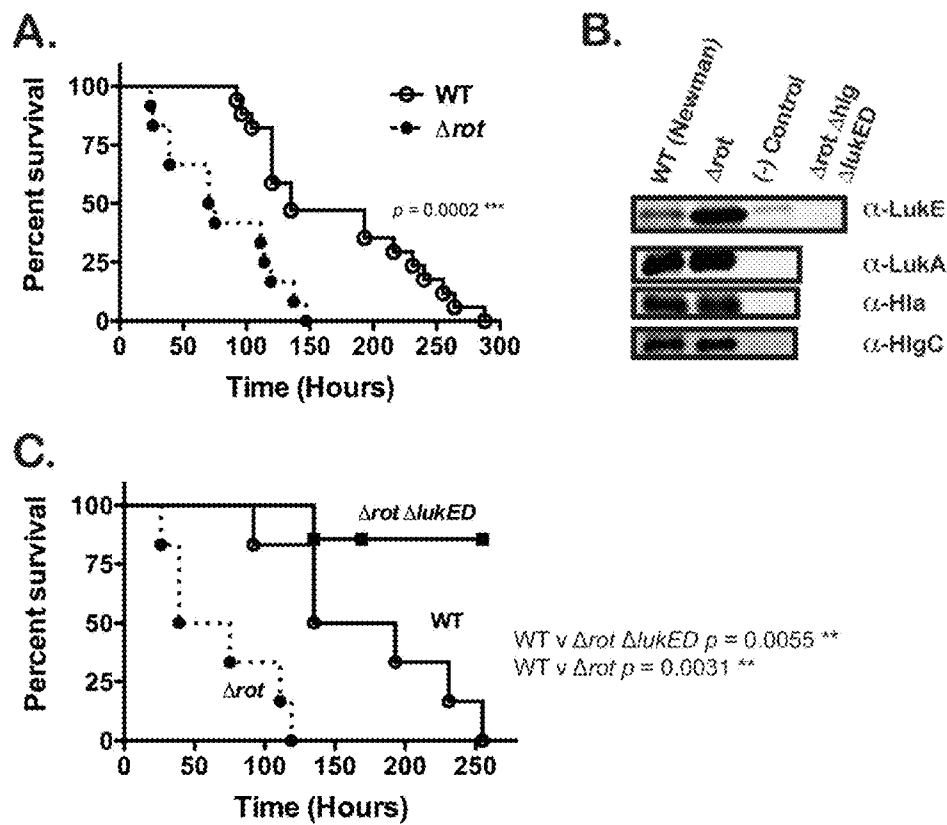 A.
Percent survival
100
75
50
25
0
0 50 100 150 200 250 300
Time (Hours)
WT
Δrot
p = 0.0002 ***
B.
WT (Newman)
Δrot
(-) Control
Δrot Δhlg
ΔlukED
α-LukE
α-LukA
α-Hla
α-HlgC
C.
Percent survival
100
75
50
25
0
0 50 100 150 200 250
Time (Hours)
Δrot ΔlukED
WT
Δrot
WT v Δrot ΔlukED p = 0.0055 **
WT v Δrot p = 0.0031 **